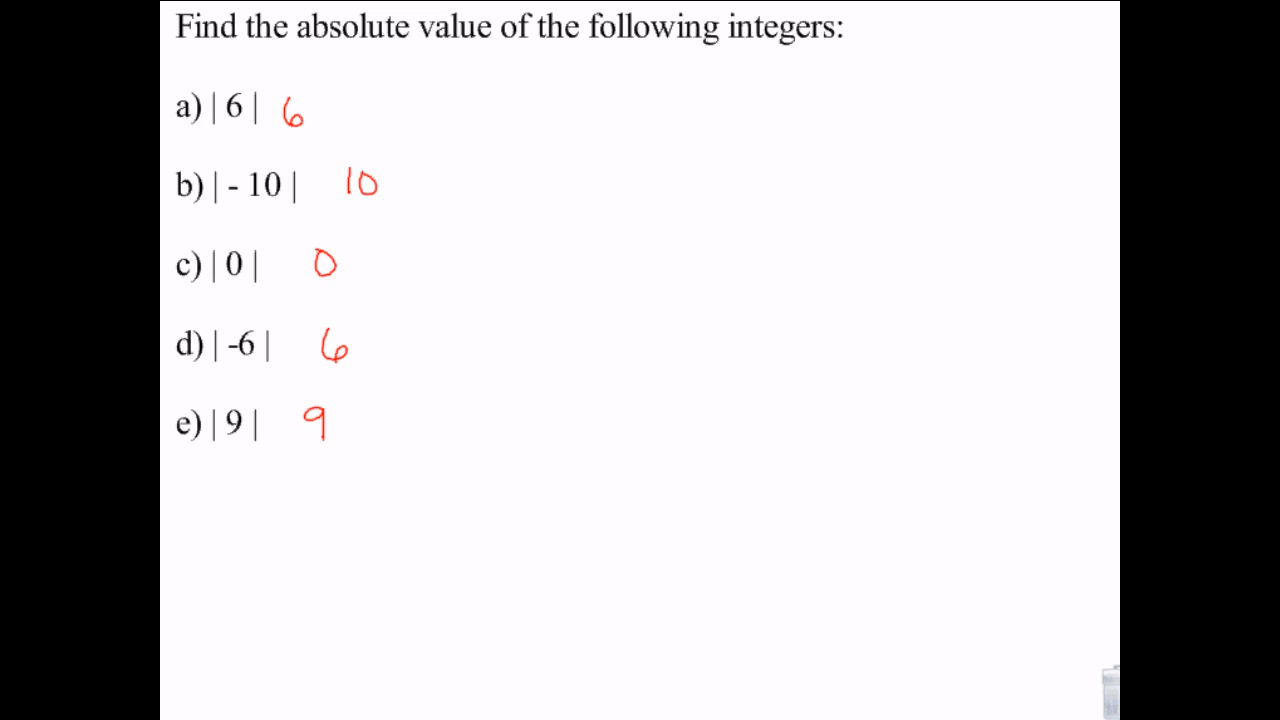 Find the absolute value of the following integers:
a) | 6 | 6
b) | - 10 | 10
c) | 0 | 0
d) | -6 | 6
e) | 9 | 9